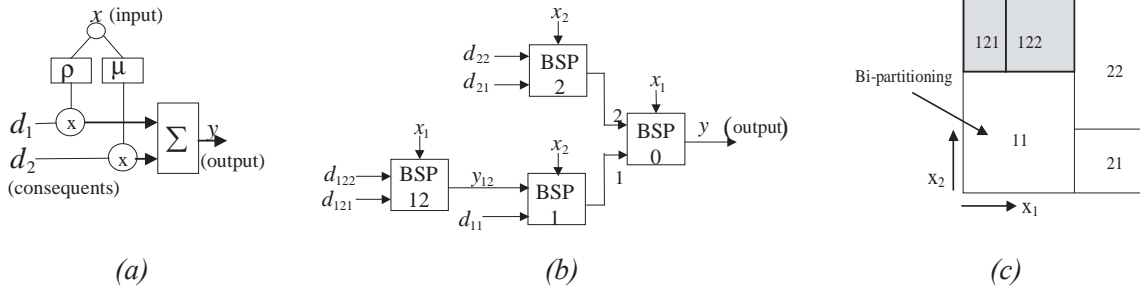 x (input)
ρ μ
d1 x
Σ y
d2 x (output)
(consequents)
(a)
x2
d22
d21
BSP
2
x1
2
BSP
0
y (output)
1
x1
d122
d121
BSP
12
y12
x2
BSP
1
d11
(b)
121 122
22
Bi-partitioning
11
21
x2
x1
(c)